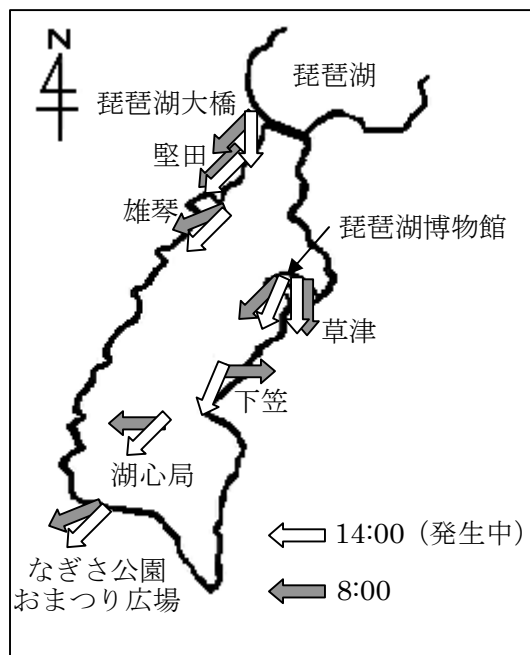 N
琵琶湖
琵琶湖大橋
堅田
雄琴
琵琶湖博物館
草津
下笠
湖心局
なぎさ公園
おまつり広場
14:00（発生中）
8:00